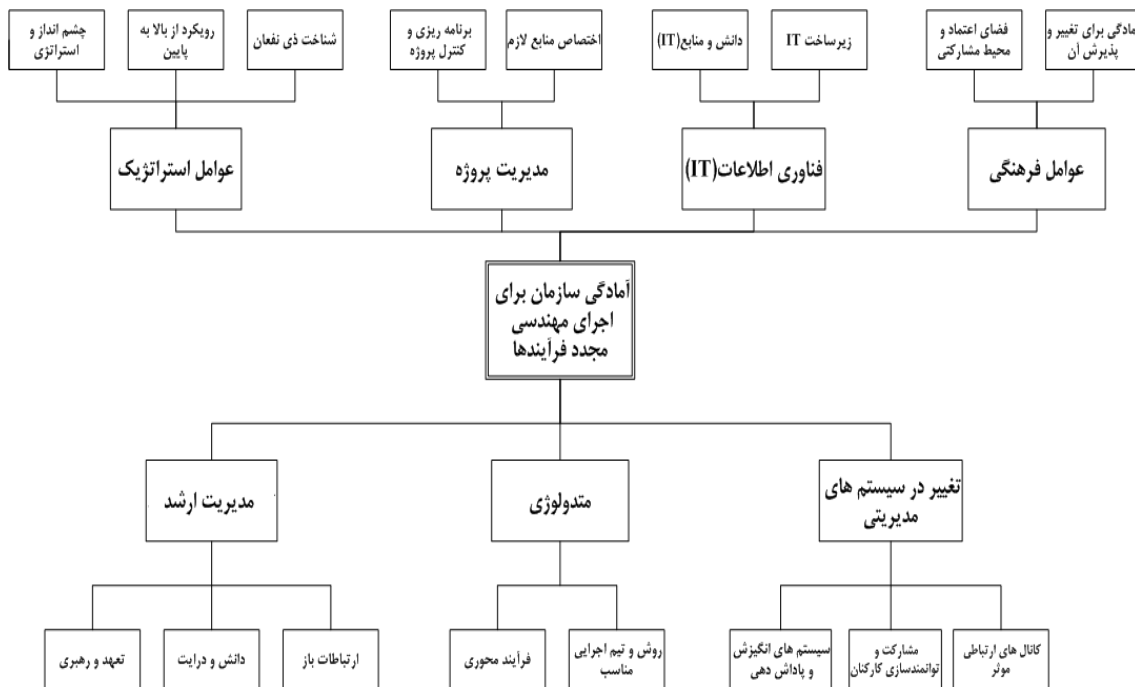 آمادگی برای تغییر و
پذیرش آن
فضای اعتماد و
محیط مشارکتی
زیرساخت IT
دانش و منابع(IT)
اختصاص منابع لازم
برنامه ریزی و
کنترل پروژه
شناخت ذی نفعان
رویکرد از بالا به
پایین
چشم انداز و
استراتژی
عوامل فرهنگی
فناوری اطلاعات(IT)
مدیریت پروژه
عوامل استراتژیک
آمادگی سازمان برای
اجرای مهندسی
مجدد فرآیندها
تغییر در سیستم های
مدیریتی
متدولوژی
مدیریت ارشد
کانال های ارتباطی
موثر
مشارکت و
توانمندسازی کارکنان
سیستم های انگیزش
و پاداش دهی
روش و تیم اجرایی
مناسب
فرآیند محوری
ارتباطات باز
دانش و درایت
تعهد و رهبری